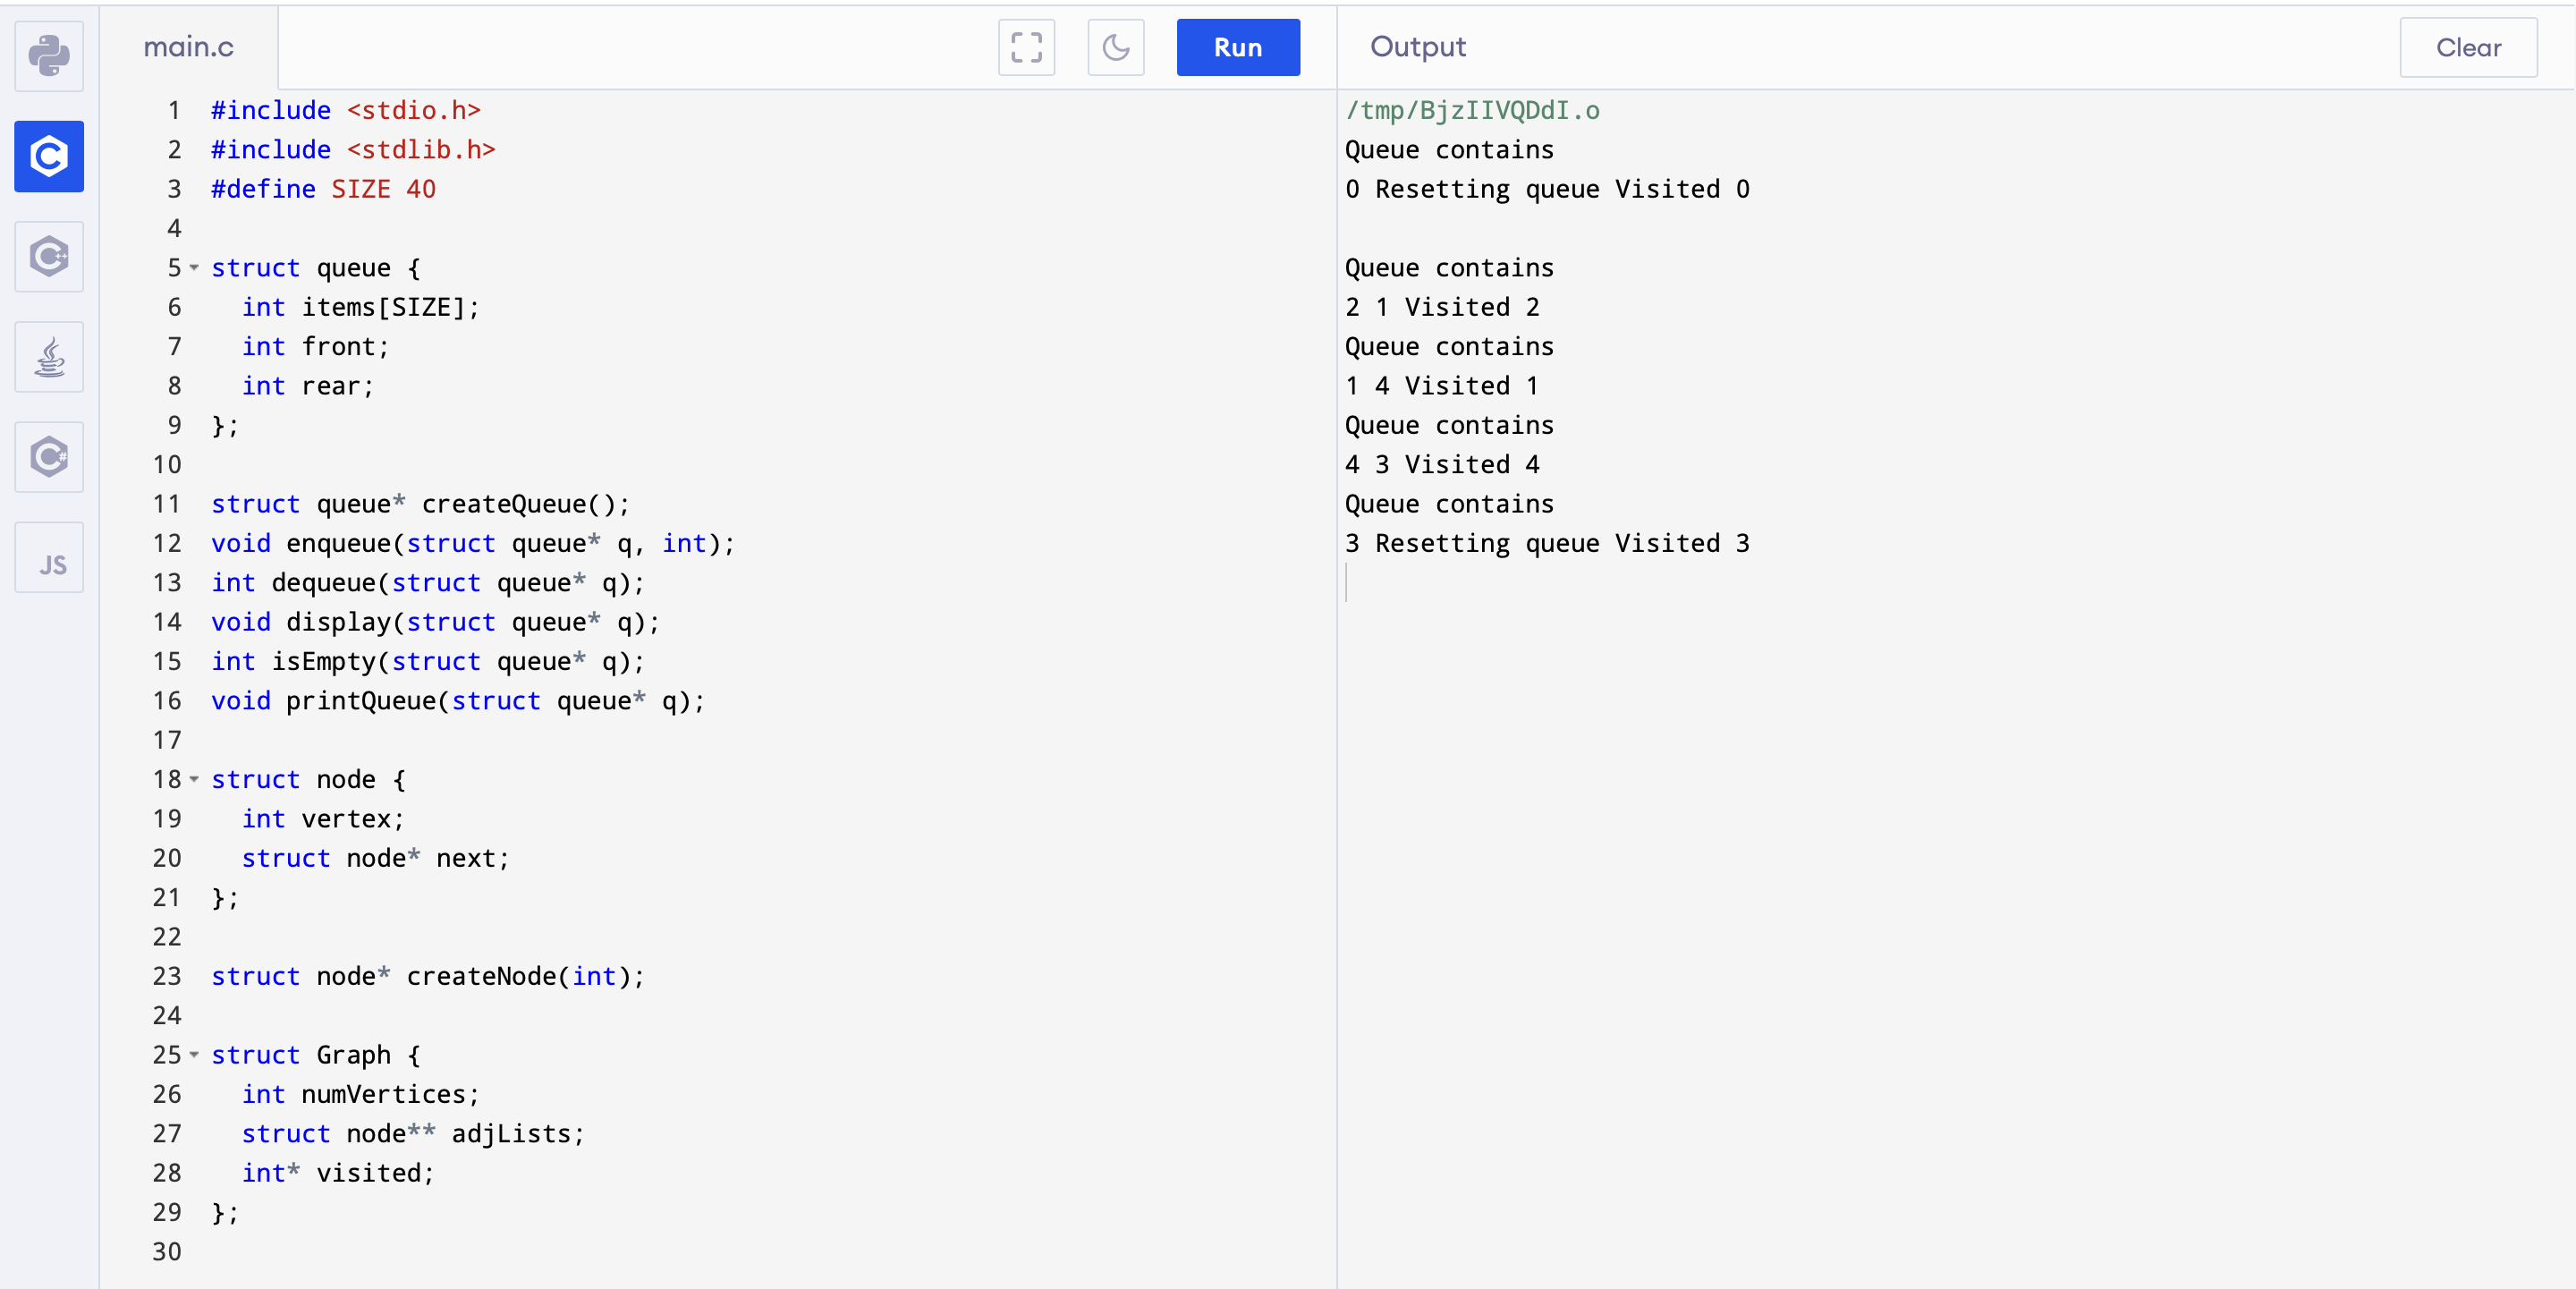 main.c
Run
Output
Clear
JS
1 #include <stdio.h>
2 #include <stdlib.h>
3 #define SIZE 40
4
5 struct queue {
6 int items[SIZE];
7 int front;
8 int rear;
9 };
10
11 struct queue* createQueue();
12 void enqueue(struct queue* q, int);
13 int dequeue(struct queue* q);
14 void display(struct queue* q);
15 int isEmpty(struct queue* q);
16 void printQueue(struct queue* q);
17
18 struct node {
19 int vertex;
20 struct node* next;
21 };
22
23 struct node* createNode(int);
24
25 struct Graph {
26 int numVertices;
27 struct node** adjLists;
28 int* visited;
29 };
30
/tmp/BjzIIVQDdI.o
Queue contains
0 Resetting queue Visited 0
Queue contains
2 1 Visited 2
Queue contains
1 4 Visited 1
Queue contains
4 3 Visited 4
Queue contains
3 Resetting queue Visited 3